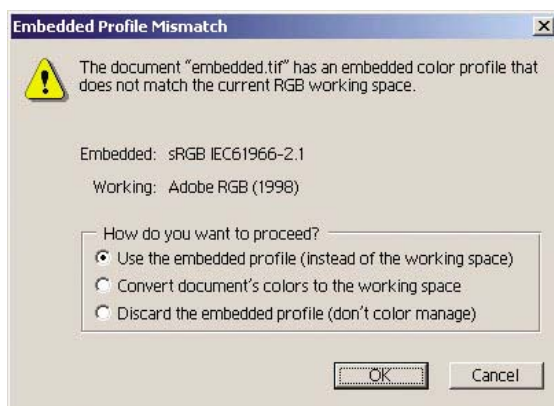 Embedded Profile Mismatch
The document “embedded.tif” has an embedded color profile that
does not match the current RGB working space.
Embedded: sRGB IEC61966-2.1
Working: Adobe RGB (1998)
How do you want to proceed?
Use the embedded profile (instead of the working space)
Convert document's colors to the working space
Discard the embedded profile (don't color manage)
OK
Cancel